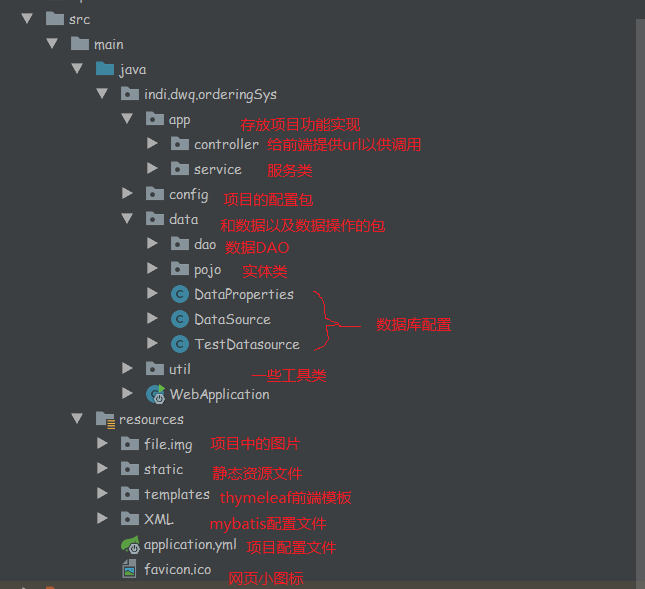 src
main
java
indi.dwq.orderingSys
app 存放项目功能实现
controller 给前端提供url以供调用
service 服务类
config 项目的配置包
data 和数据以及数据操作的包
dao 数据DAO
pojo 实体类
DataProperties
DataSource 数据库配置
TestDatasource
util 一些工具类
WebApplication
resources
file.img 项目中的图片
static 静态资源文件
templates thymeleaf前端模板
XML mybatis配置文件
application.yml 项目配置文件
favicon.ico 网页小图标